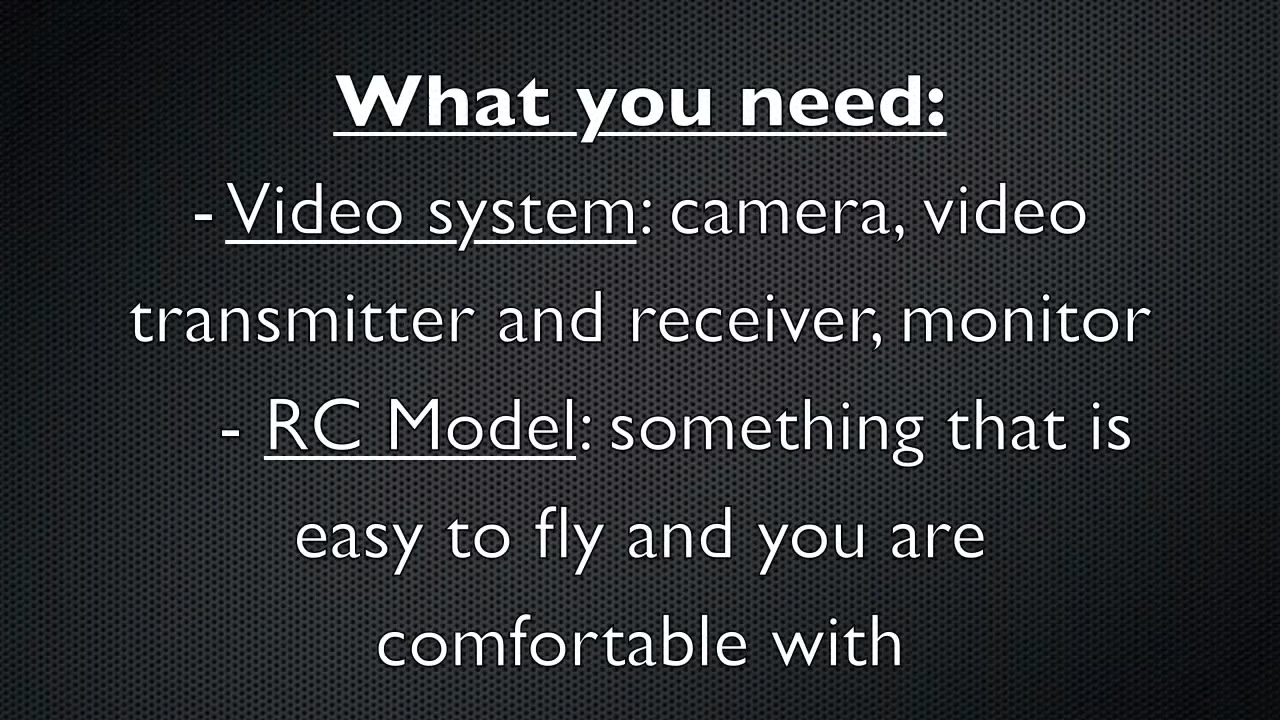 What you need:
- Video system: camera, video
transmitter and receiver, monitor
- RC Model: something that is
easy to fly and you are
comfortable with